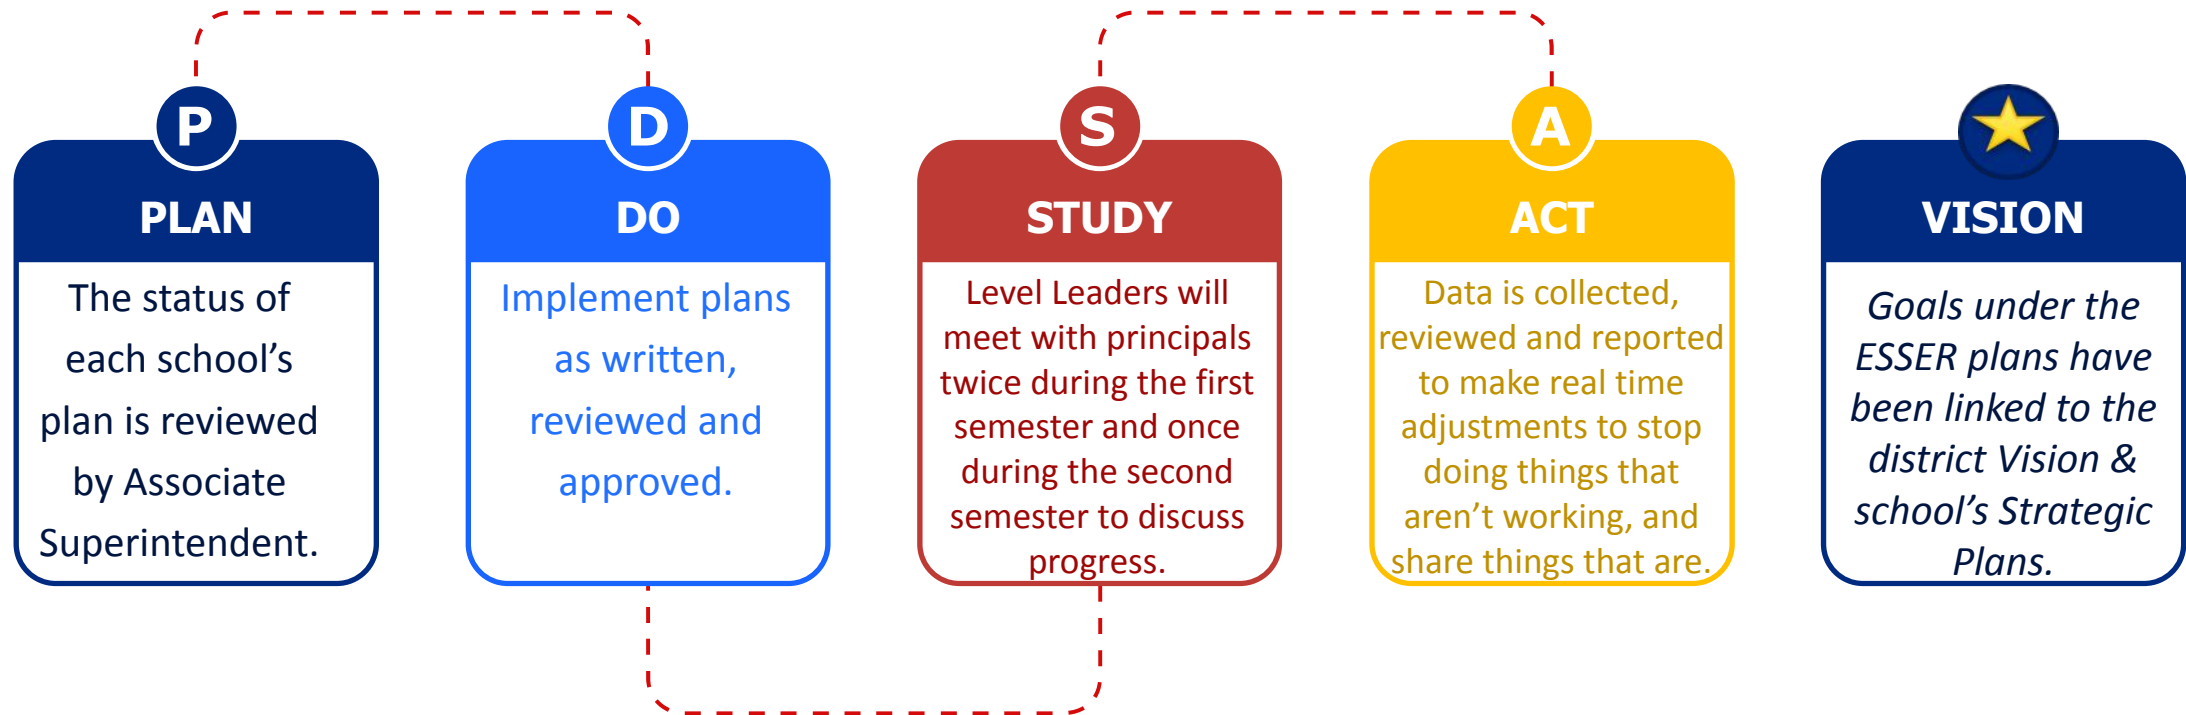 P
PLAN
The status of
each school’s
plan is reviewed
by Associate
Superintendent.
D
DO
Implement plans
as written,
reviewed and
approved.
S
STUDY
Level Leaders will
meet with principals
twice during the first
semester and once
during the second
semester to discuss
progress.
A
ACT
Data is collected,
reviewed and reported
to make real time
adjustments to stop
doing things that
aren’t working, and
share things that are.
VISION
Goals under the
ESSER plans have
been linked to the
district Vision &
school’s Strategic
Plans.